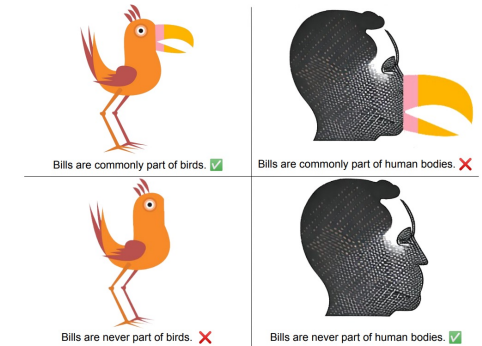 Bills are commonly part of birds. ✅
Bills are commonly part of human bodies. ❌
Bills are never part of birds. ❌
Bills are never part of human bodies. ✅